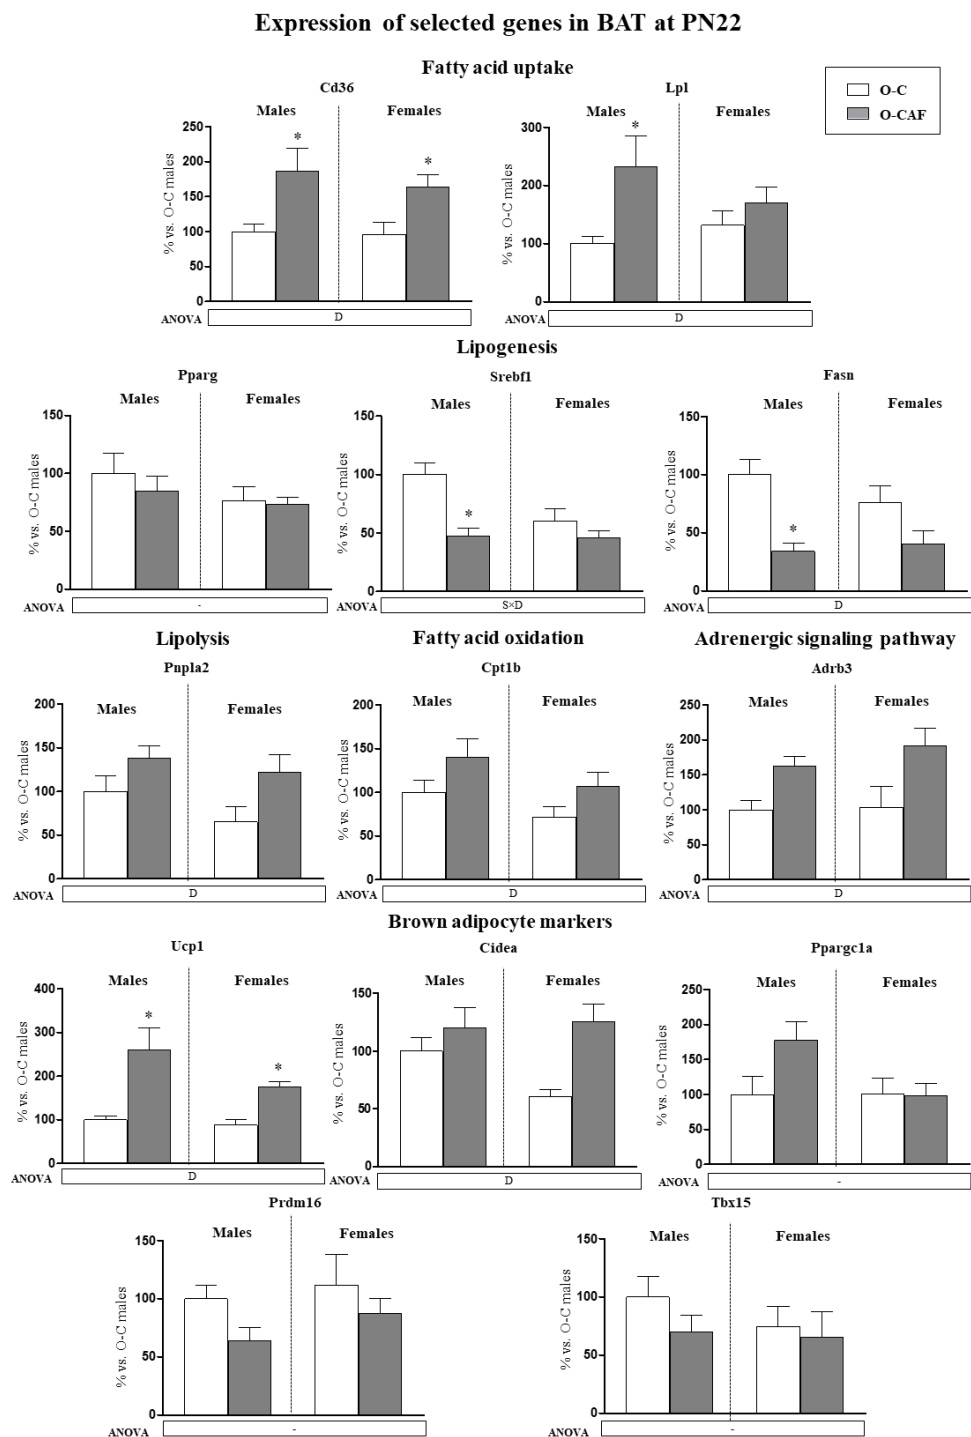 Expression of selected genes in BAT at PN22
Fatty acid uptake
O-C
O-CAF
Cd36
Males
Females
*
*
% vs. O-C males
250
200
150
100
50
0
ANOVA
D
Lpl
Males
Females
*
% vs. O-C males
300
200
100
0
ANOVA
D
Lipogenesis
Pparg
Males
Females
% vs. O-C males
150
100
50
0
ANOVA
-
Srebf1
Males
Females
*
% vs. O-C males
150
100
50
0
ANOVA
S×D
Fasn
Males
Females
*
% vs. O-C males
150
100
50
0
ANOVA
D
Lipolysis
Pnpla2
Males
Females
% vs. O-C males
200
150
100
50
0
ANOVA
D
Fatty acid oxidation
Cpt1b
Males
Females
% vs. O-C males
200
150
100
50
0
ANOVA
D
Adrenergic signaling pathway
Adrb3
Males
Females
% vs. O-C males
250
200
150
100
50
0
ANOVA
D
Brown adipocyte markers
Ucp1
Males
Females
*
*
% vs. O-C males
400
300
200
100
0
ANOVA
D
Cidea
Males
Females
% vs. O-C males
150
100
50
0
ANOVA
D
Ppargc1a
Males
Females
% vs. O-C males
250
200
150
100
50
0
ANOVA
-
Prdm16
Males
Females
% vs. O-C males
150
100
50
0
ANOVA
-
Tbx15
Males
Females
% vs. O-C males
150
100
50
0
ANOVA
-